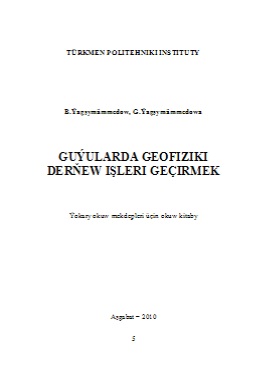 TÜRKMEN POLITEHNIKI INSTITUTY
B.Ýagşymämmedow, G.Ýagşymämmedowa
GUÝULARDA GEOFIZIKI
DERŇEW IŞLERI GEÇIRMEK
Ýokary okuw mekdepleri üçin okuw kitaby
Aşgabat – 2010
5